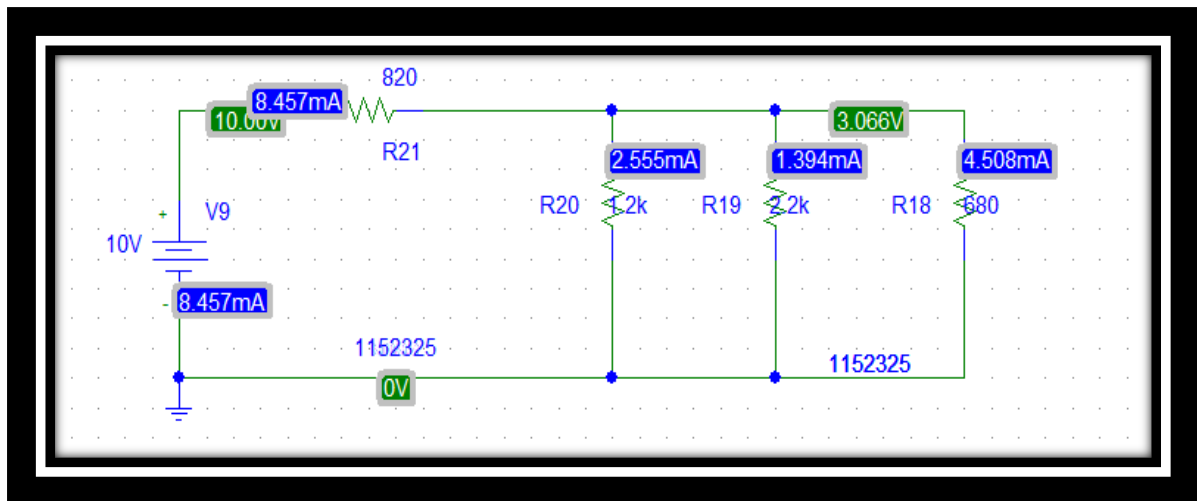 820
8.457mA
10.00V
3.066V
R21
2.555mA
1.394mA
4.508mA
R20
1.2k
R19
2.2k
R18
680
+
V9
10V
-
8.457mA
1152325
1152325
0V